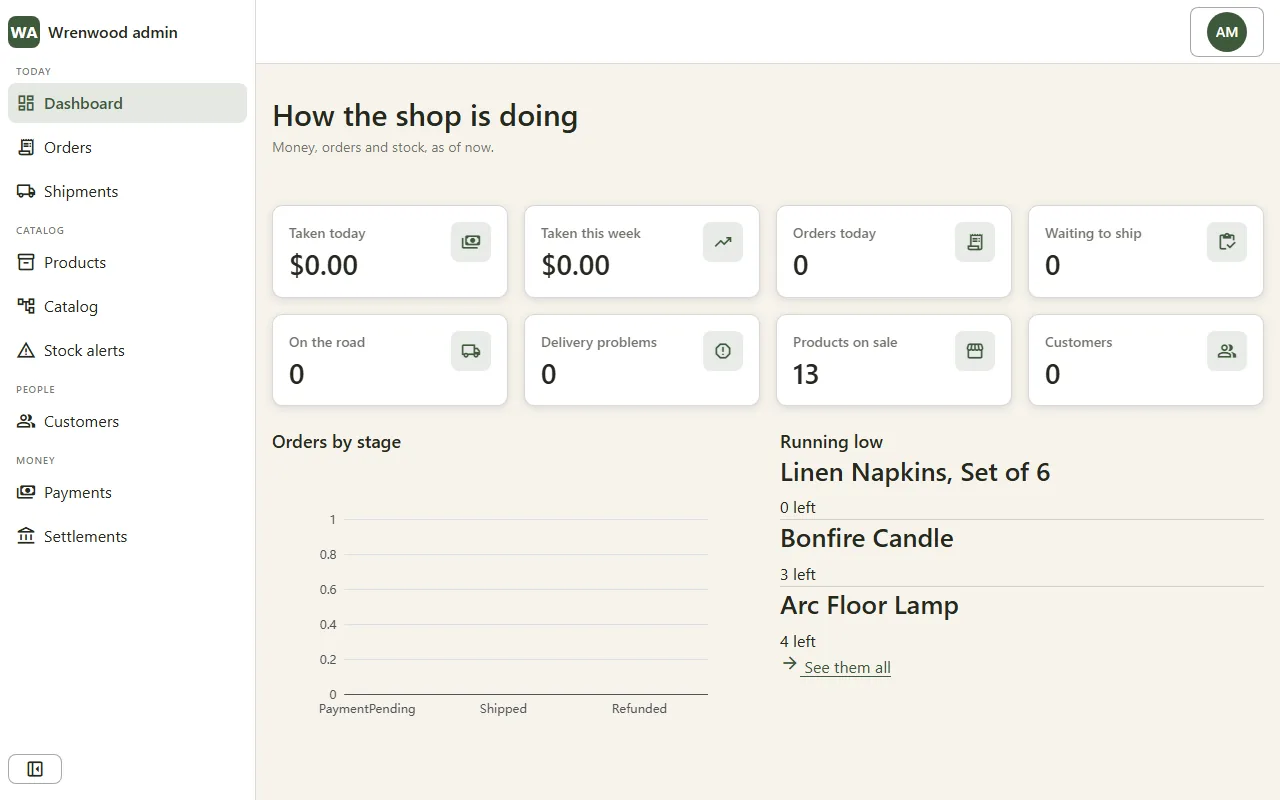 WA Wrenwood admin
AM
TODAY
Dashboard
Orders
Shipments
CATALOG
Products
Catalog
Stock alerts
PEOPLE
Customers
MONEY
Payments
Settlements
How the shop is doing
Money, orders and stock, as of now.
Taken today
$0.00
Taken this week
$0.00
Orders today
0
Waiting to ship
0
On the road
0
Delivery problems
0
Products on sale
13
Customers
0
Orders by stage
1
0.8
0.6
0.4
0.2
0
PaymentPending Shipped Refunded
Running low
Linen Napkins, Set of 6
0 left
Bonfire Candle
3 left
Arc Floor Lamp
4 left
See them all